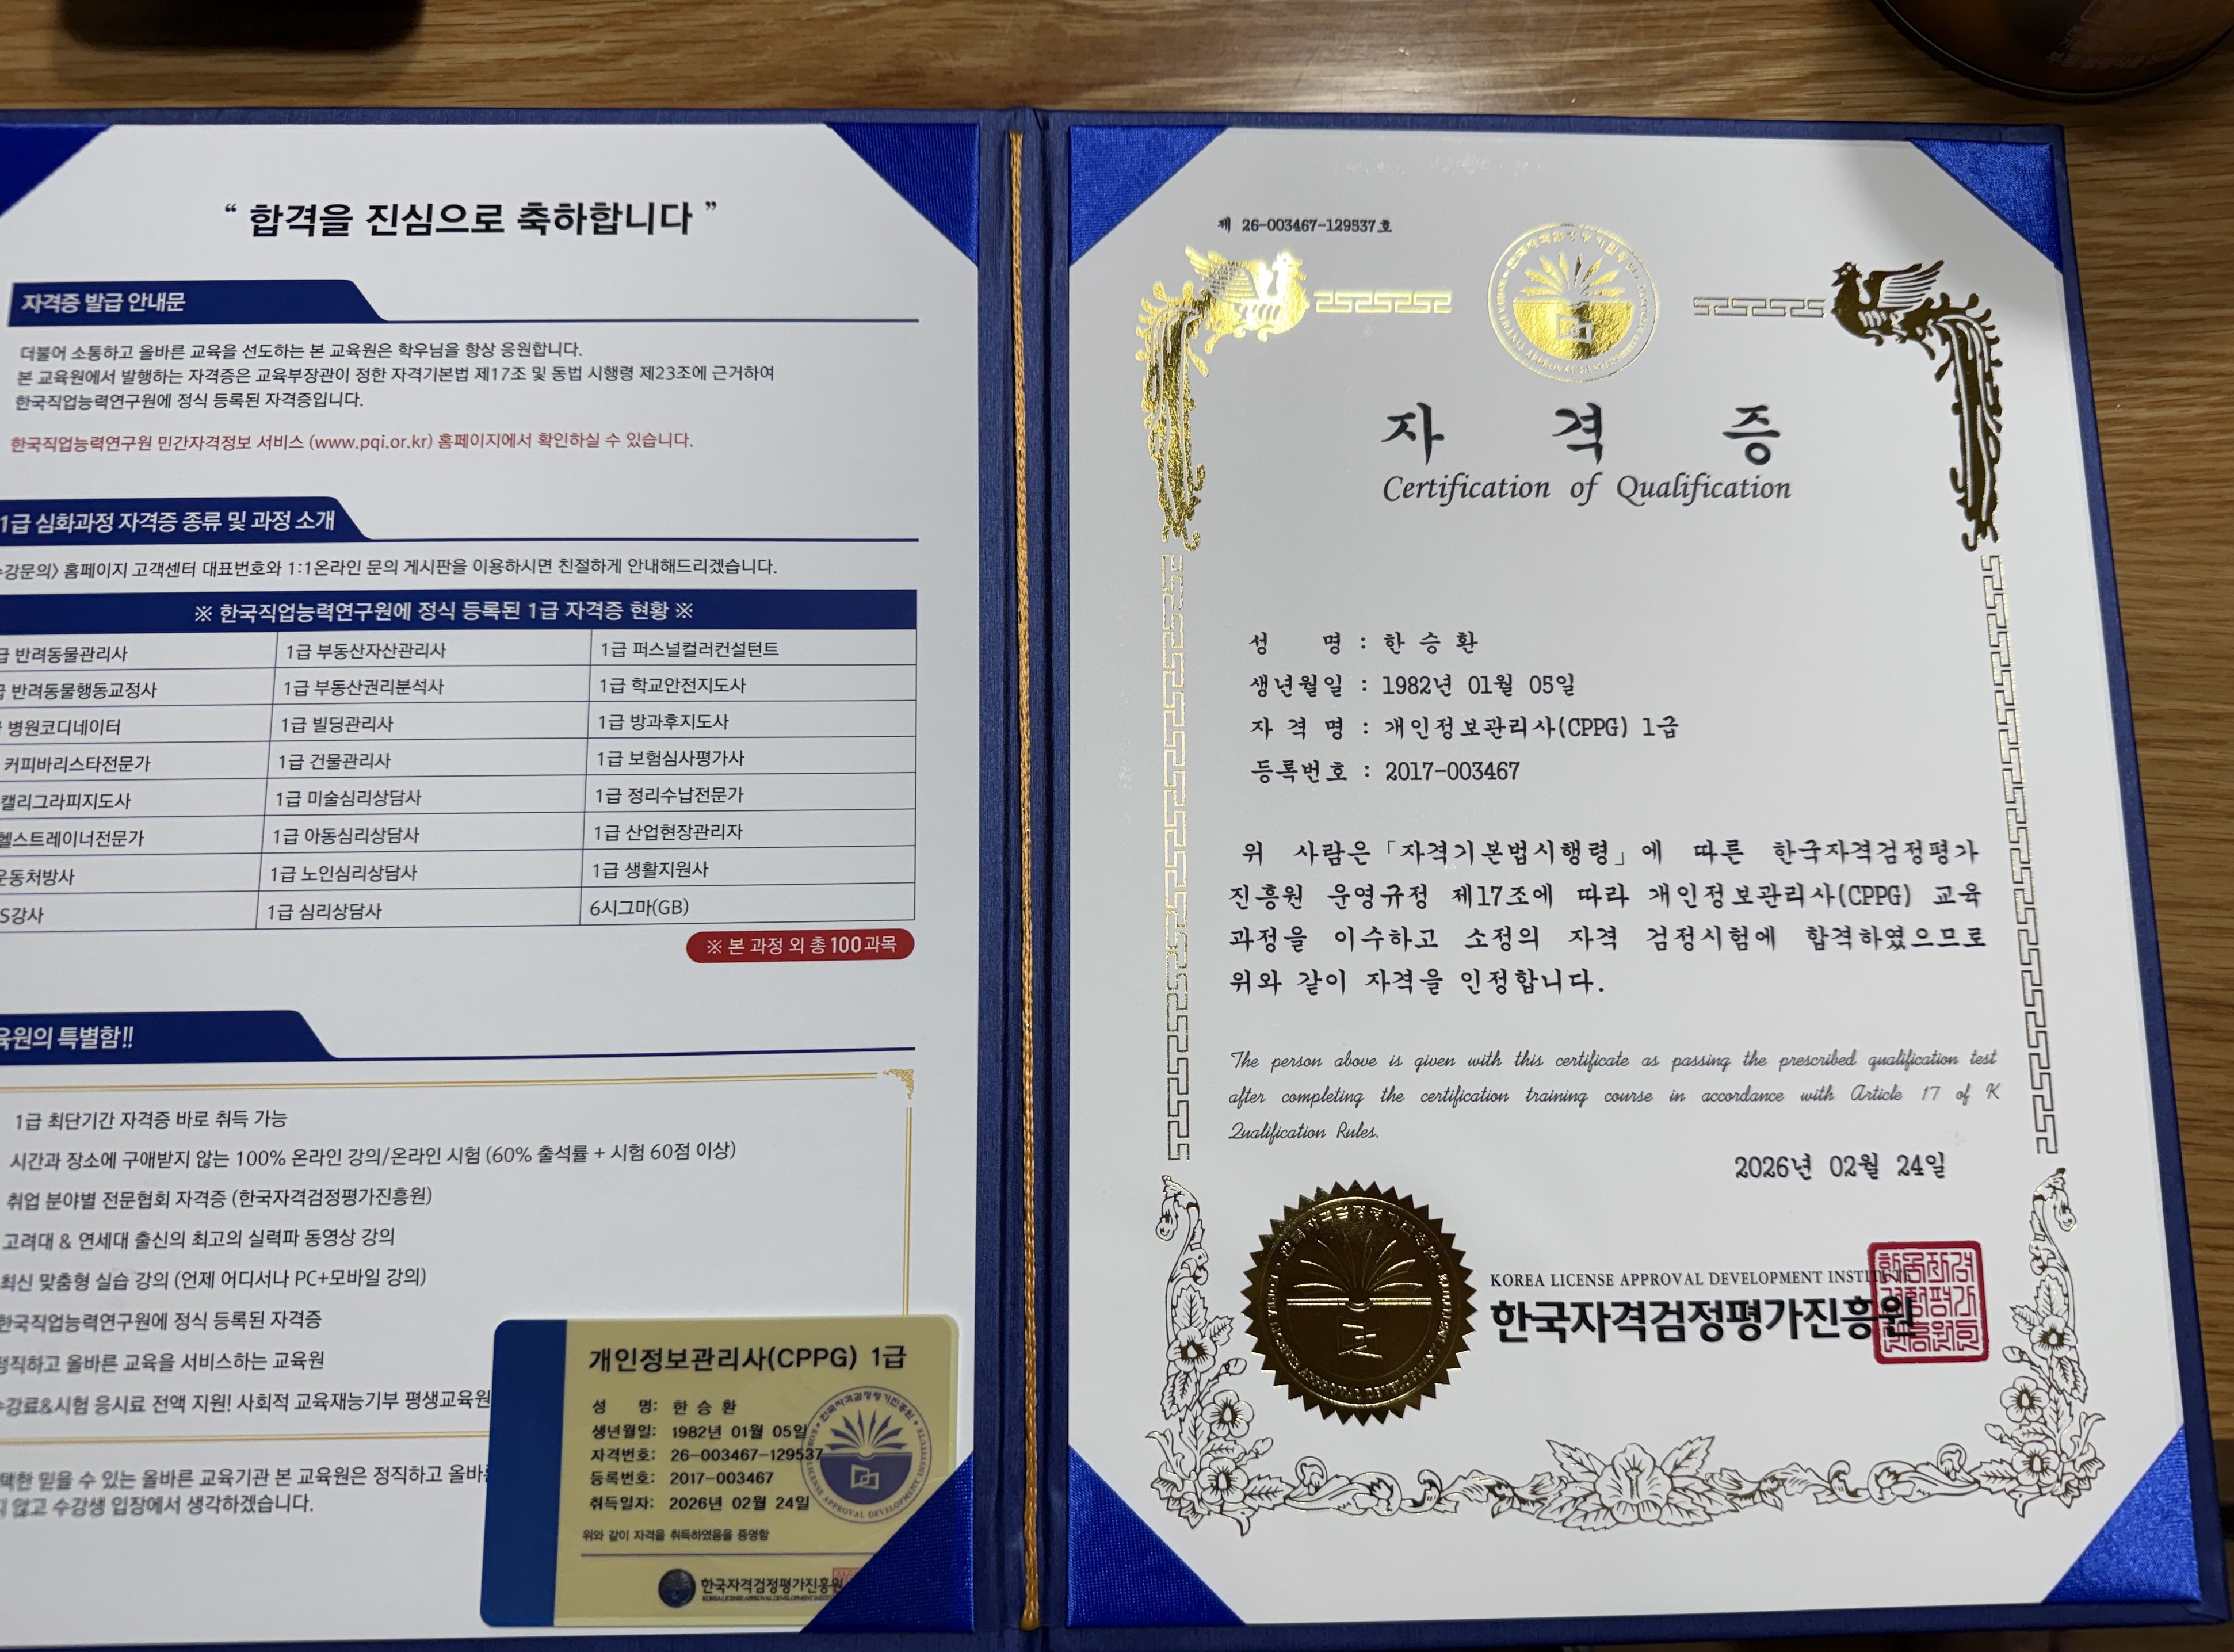 “ 합격을 진심으로 축하합니다 ”
자격증 발급 안내문
더불어 소통하고 올바른 교육을 선도하는 본 교육원은 학우님을 항상 응원합니다.
본 교육원에서 발행하는 자격증은 교육부장관이 정한 자격기본법 제17조 및 동법 시행령 제23조에 근거하여
한국직업능력연구원에 정식 등록된 자격증입니다.
한국직업능력연구원 민간자격정보 서비스 (www.pqi.or.kr) 홈페이지에서 확인하실 수 있습니다.
1급 심화과정 자격증 종류 및 과정 소개
수강문의> 홈페이지 고객센터 대표번호와 1:1온라인 문의 게시판을 이용하시면 친절하게 안내해드리겠습니다.
※ 한국직업능력연구원에 정식 등록된 1급 자격증 현황 ※
급 반려동물관리사 1급 부동산자산관리사 1급 퍼스널컬러컨설턴트
급 반려동물행동교정사 1급 부동산권리분석사 1급 학교안전지도사
병원코디네이터 1급 빌딩관리사 1급 방과후지도사
커피바리스타전문가 1급 건물관리사 1급 보험심사평가사
캘리그라피지도사 1급 미술심리상담사 1급 정리수납전문가
헬스트레이너전문가 1급 아동심리상담사 1급 산업현장관리자
운동처방사 1급 노인심리상담사 1급 생활지원사
S강사 1급 심리상담사 6시그마(GB)
※ 본 과정 외 총 100과목
육원의 특별함!!
1급 최단기간 자격증 바로 취득 가능
시간과 장소에 구애받지 않는 100% 온라인 강의/온라인 시험 (60% 출석률 + 시험 60점 이상)
취업 분야별 전문협회 자격증 (한국자격검정평가진흥원)
고려대 & 연세대 출신의 최고의 실력파 동영상 강의
최신 맞춤형 실습 강의 (언제 어디서나 PC+모바일 강의)
한국직업능력연구원에 정식 등록된 자격증
정직하고 올바른 교육을 서비스하는 교육원
수강료&시험 응시료 전액 지원! 사회적 교육재능기부 평생교육원
택한 믿을 수 있는 올바른 교육기관 본 교육원은 정직하고 올바
지 않고 수강생 입장에서 생각하겠습니다.
개인정보관리사(CPPG) 1급
성 명: 한 승 환
생년월일: 1982년 01월 05일
자격번호: 26-003467-129537
등록번호: 2017-003467
취득일자: 2026년 02월 24일
위와 같이 자격을 취득하였음을 증명함
한국자격검정평가진흥원
KOREA LICENSE APPROVAL DEVELOPMENT INSTITUTE
제 26-003467-129537호
자 격 증
Certification of Qualification
성 명 : 한 승 환
생년월일 : 1982년 01월 05일
자 격 명 : 개인정보관리사(CPPG) 1급
등록번호 : 2017-003467
위 사람은「자격기본법시행령」에 따른 한국자격검정평가
진흥원 운영규정 제17조에 따라 개인정보관리사(CPPG) 교육
과정을 이수하고 소정의 자격 검정시험에 합격하였으므로
위와 같이 자격을 인정합니다.
The person above is given with this certificate as passing the prescribed qualification test
after completing the certification training course in accordance with Article 17 of K
Qualification Rules.
2026년 02월 24일
KOREA LICENSE APPROVAL DEVELOPMENT INSTITUTE
한국자격검정평가진흥원